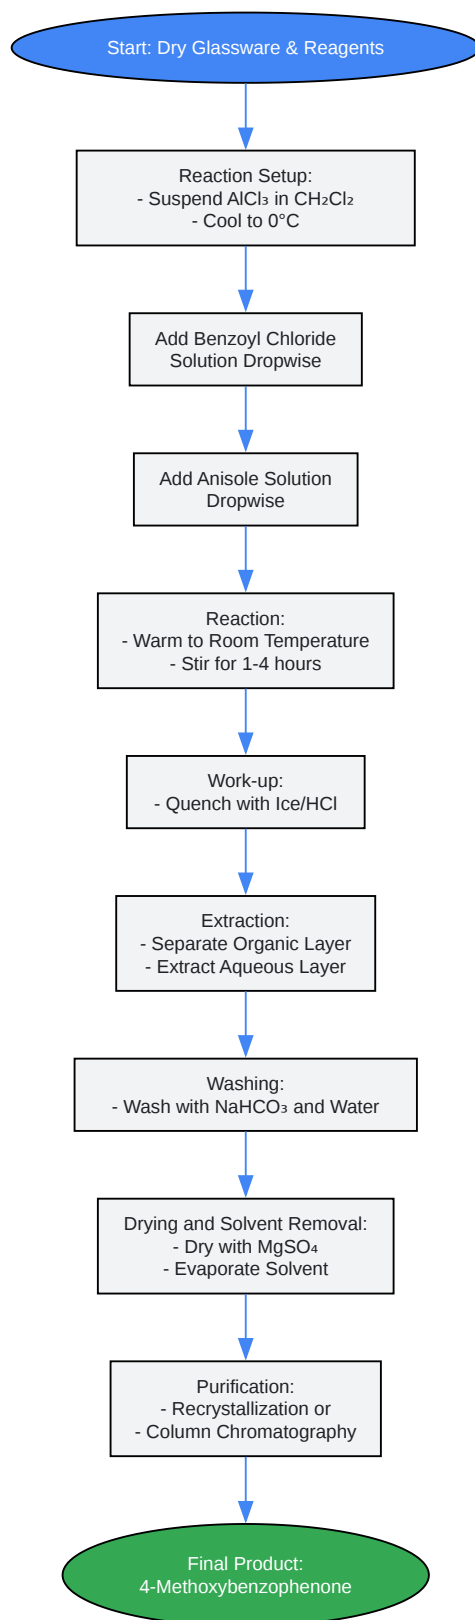 Start: Dry Glassware & Reagents
Reaction Setup:
- Suspend AlCl₃ in CH₂Cl₂
- Cool to 0°C
Add Benzoyl Chloride
Solution Dropwise
Add Anisole Solution
Dropwise
Reaction:
- Warm to Room Temperature
- Stir for 1-4 hours
Work-up:
- Quench with Ice/HCl
Extraction:
- Separate Organic Layer
- Extract Aqueous Layer
Washing:
- Wash with NaHCO₃ and Water
Drying and Solvent Removal:
- Dry with MgSO₄
- Evaporate Solvent
Purification:
- Recrystallization or
- Column Chromatography
Final Product:
4-Methoxybenzophenone